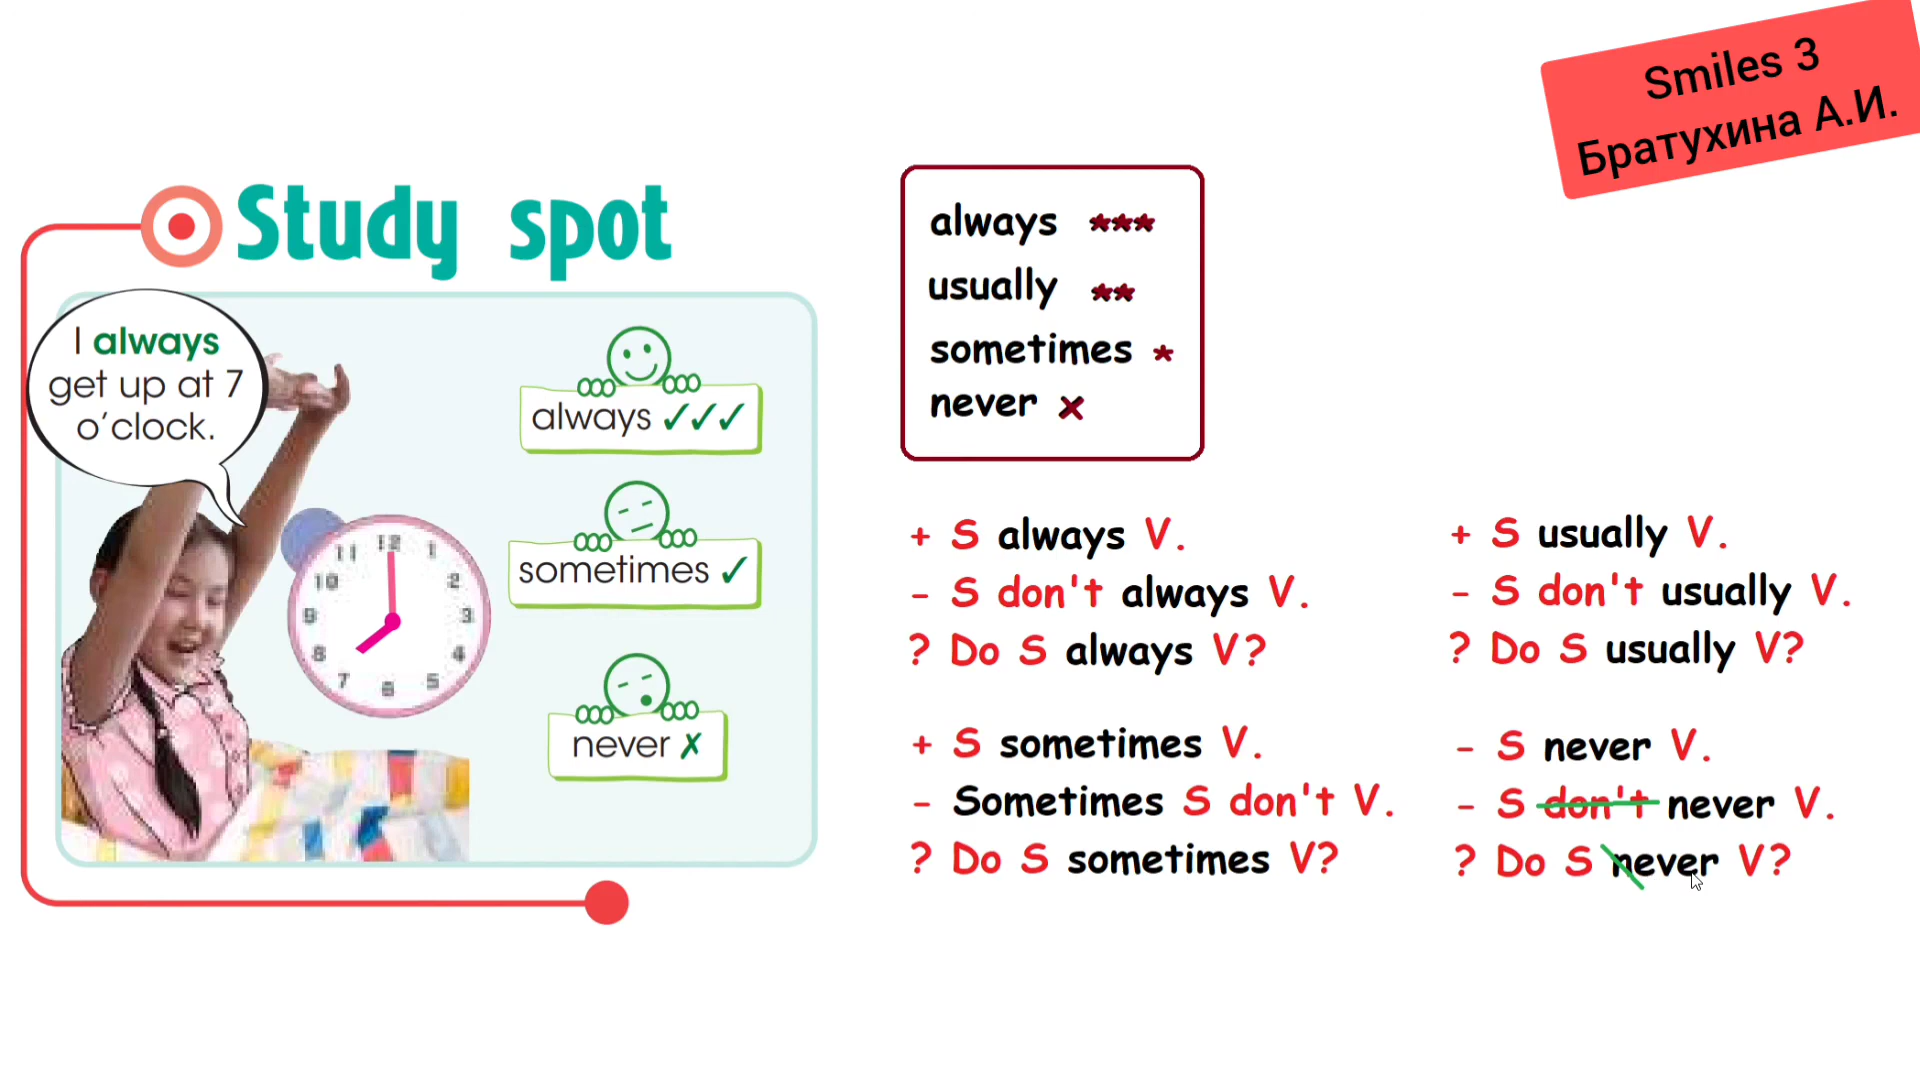 Smiles 3
Братухина А.И.
Study spot
I always
get up at 7
o'clock.
always ✓✓✓
sometimes ✓
never ✗
12
1
2
3
4
5
6
7
8
9
10
11
always ***
usually **
sometimes *
never x
+ S always V.
- S don't always V.
? Do S always V?
+ S usually V.
- S don't usually V.
? Do S usually V?
+ S sometimes V.
- Sometimes S don't V.
? Do S sometimes V?
- S never V.
- S don't never V.
? Do S never V?